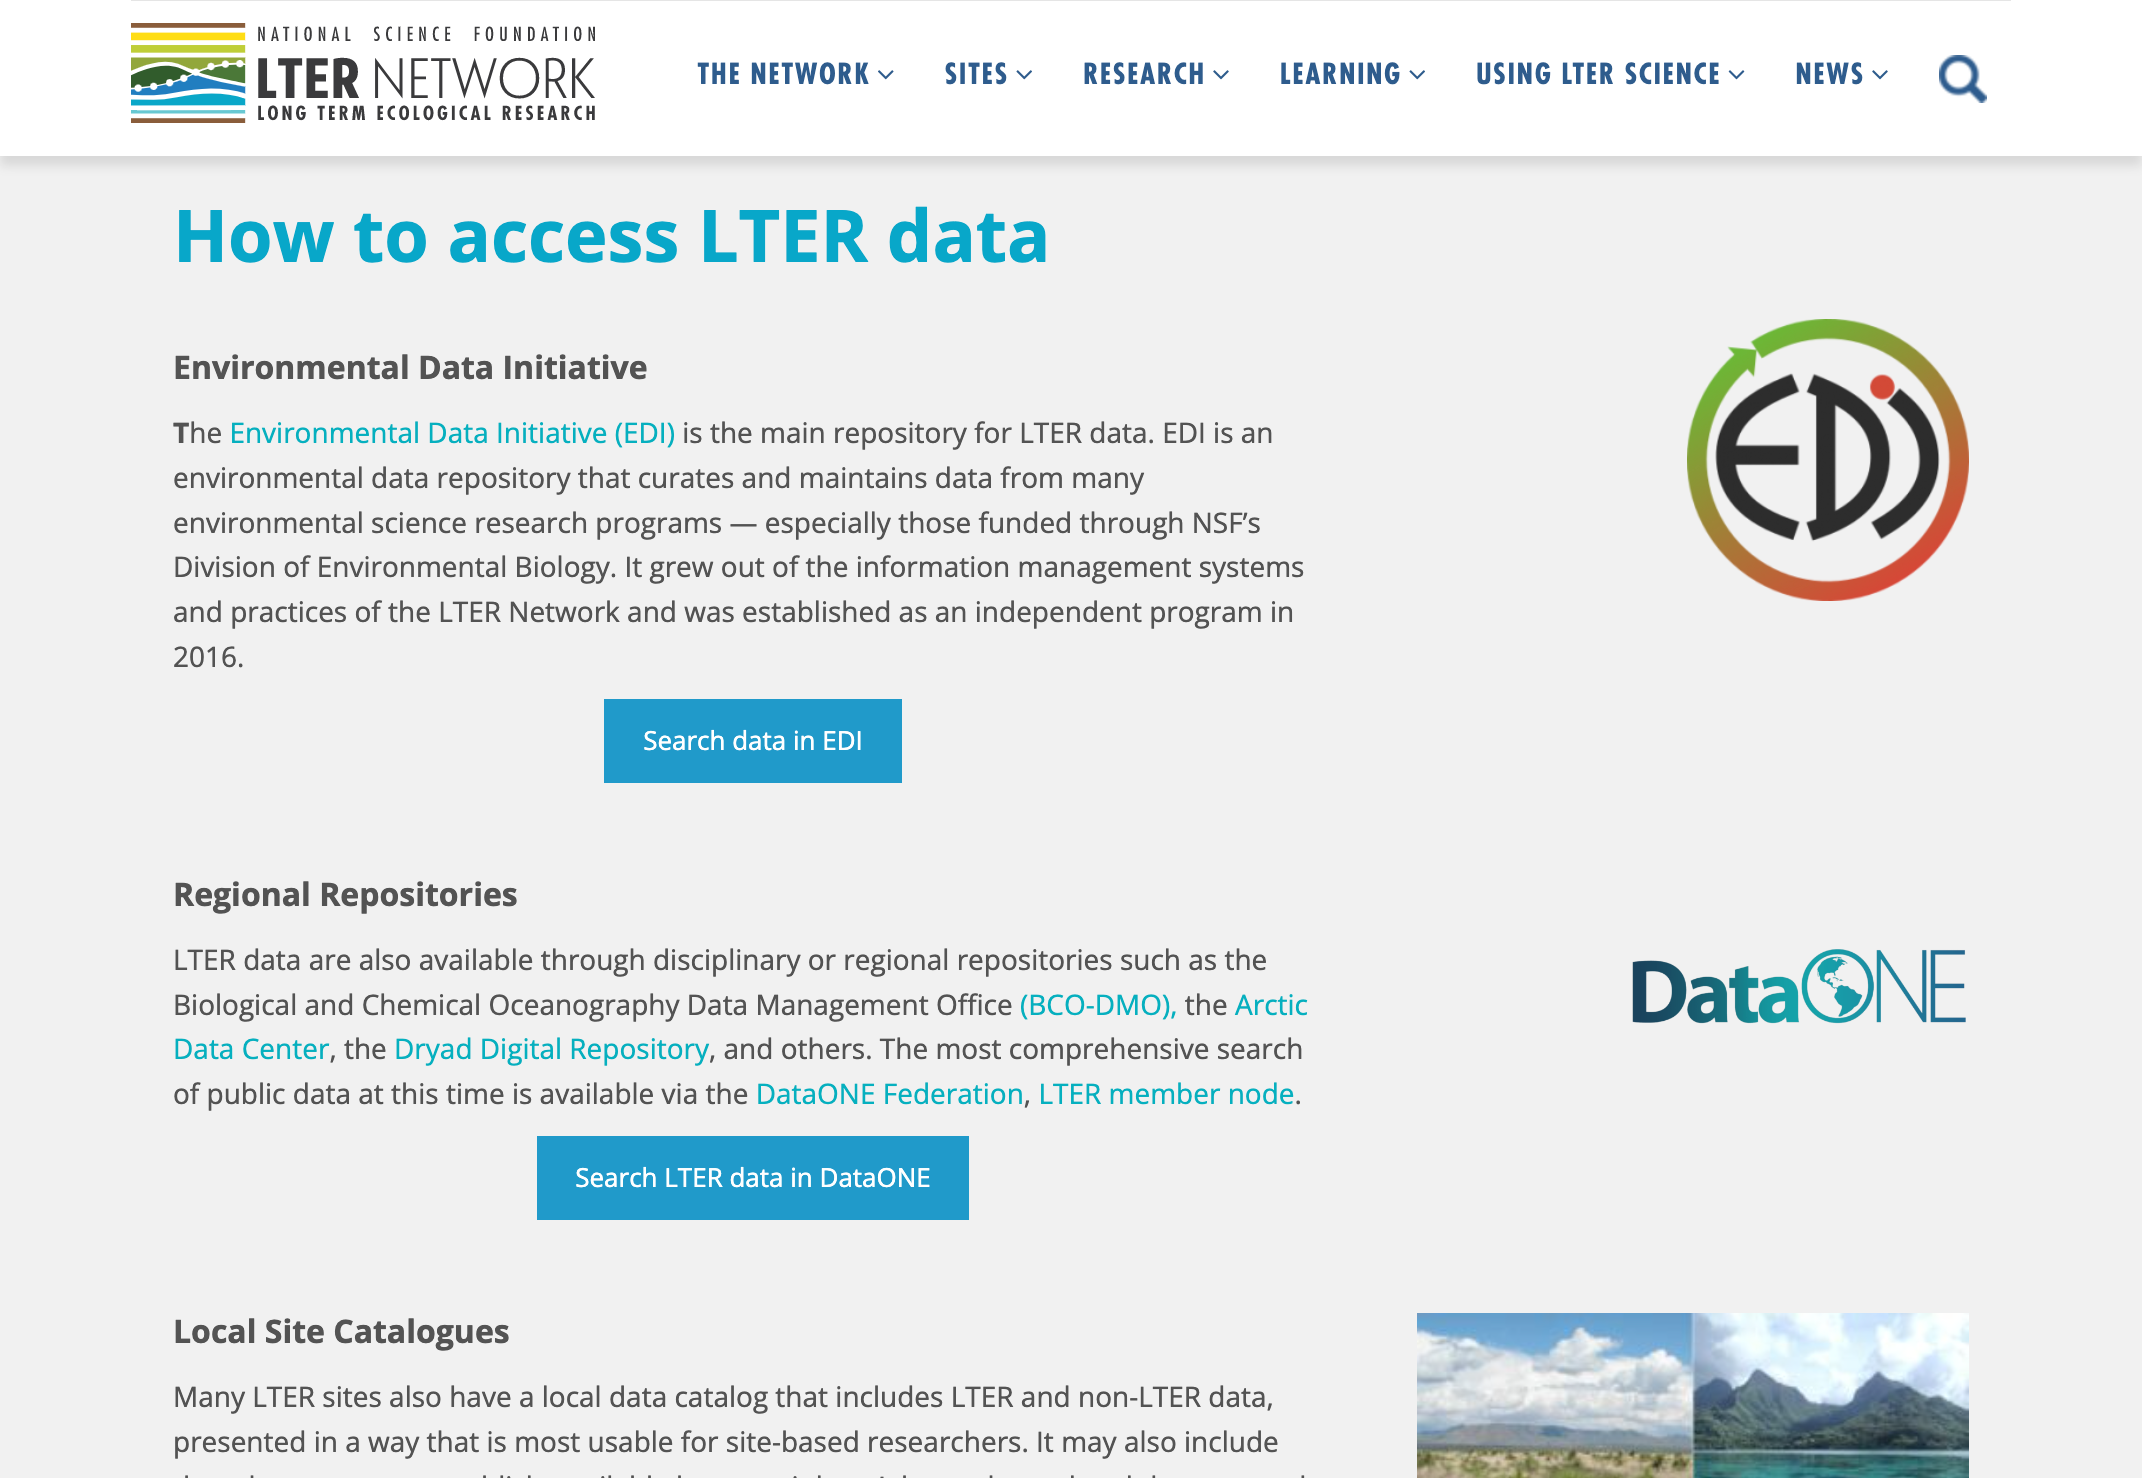 NATIONAL SCIENCE FOUNDATION
LTER NETWORK
LONG TERM ECOLOGICAL RESEARCH
THE NETWORK
SITES
RESEARCH
LEARNING
USING LTER SCIENCE
NEWS
How to access LTER data
Environmental Data Initiative
The Environmental Data Initiative (EDI) is the main repository for LTER data. EDI is an
environmental data repository that curates and maintains data from many
environmental science research programs — especially those funded through NSF’s
Division of Environmental Biology. It grew out of the information management systems
and practices of the LTER Network and was established as an independent program in
2016.
EDI
Search data in EDI
Regional Repositories
LTER data are also available through disciplinary or regional repositories such as the
Biological and Chemical Oceanography Data Management Office (BCO-DMO), the Arctic
Data Center, the Dryad Digital Repository, and others. The most comprehensive search
of public data at this time is available via the DataONE Federation, LTER member node.
DataONE
Search LTER data in DataONE
Local Site Catalogues
Many LTER sites also have a local data catalog that includes LTER and non-LTER data,
presented in a way that is most usable for site-based researchers. It may also include